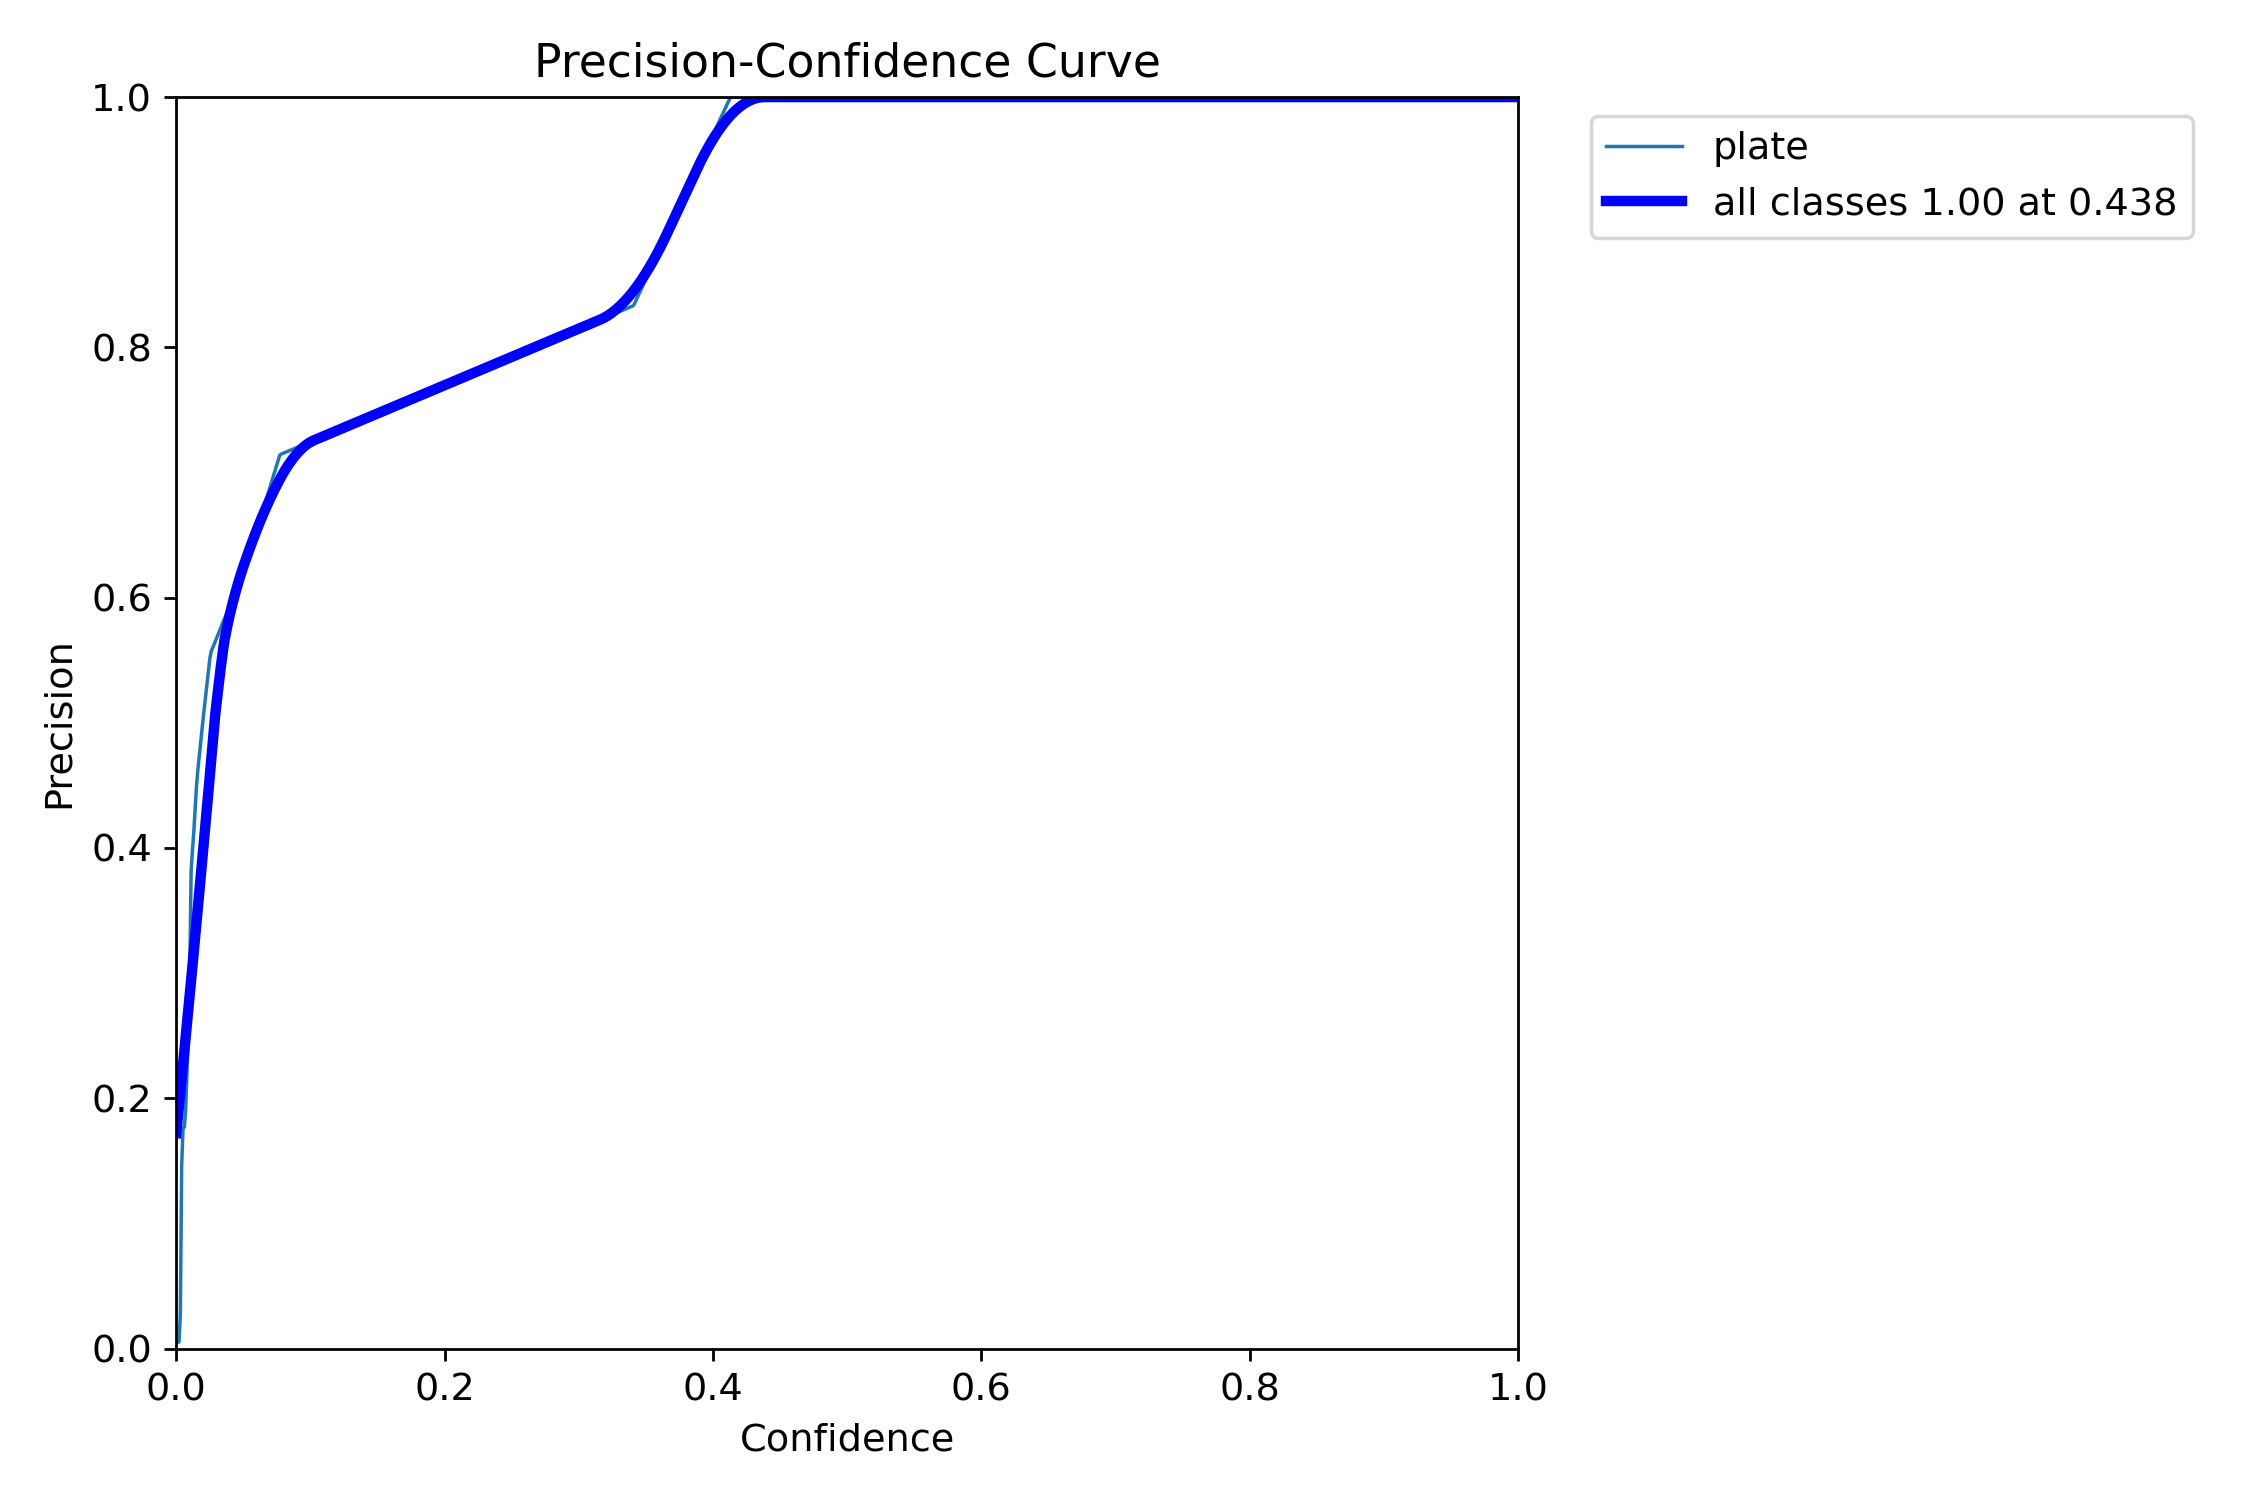 Precision-Confidence Curve
1.0
0.8
0.6
0.4
0.2
0.0
Precision
0.0 0.2 0.4 0.6 0.8 1.0
Confidence
plate
all classes 1.00 at 0.438